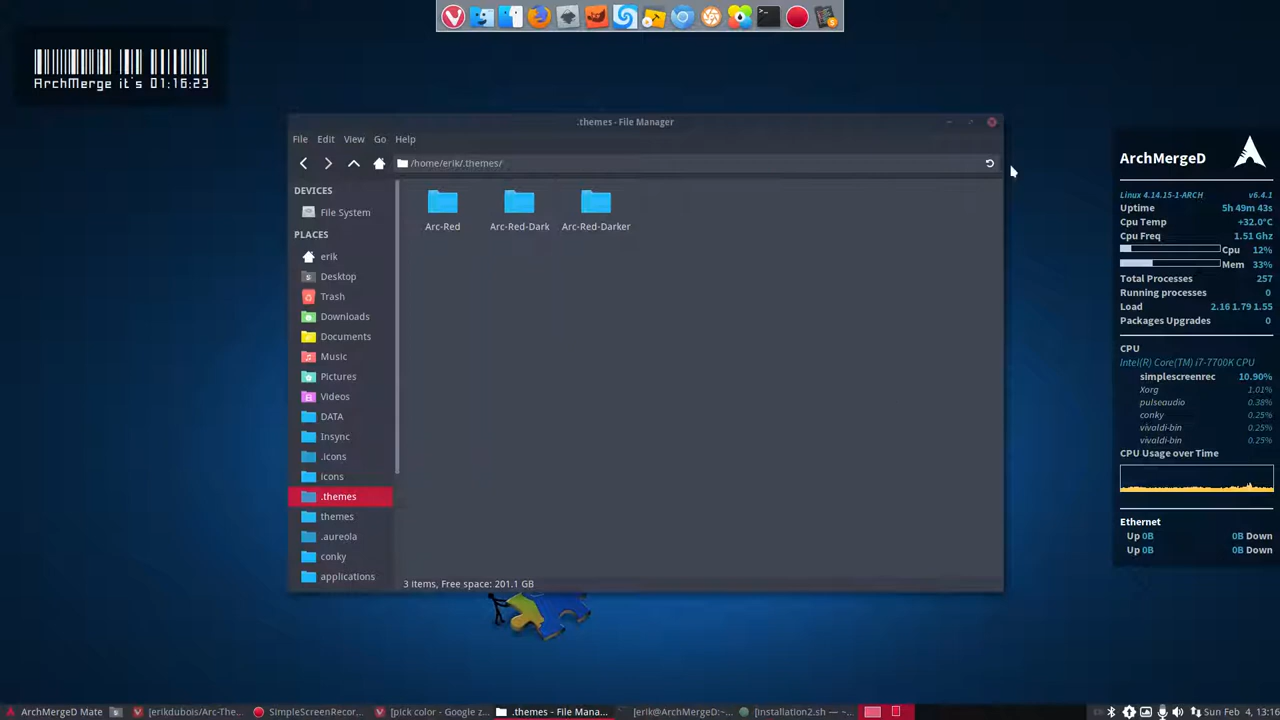 ArchMerge it's 01:16:23
.themes - File Manager
File Edit View Go Help
/home/erik/.themes/
DEVICES
File System
PLACES
erik
Desktop
Trash
Downloads
Documents
Music
Pictures
Videos
DATA
Insync
.icons
icons
.themes
themes
.aureola
conky
applications
Arc-Red
Arc-Red-Dark
Arc-Red-Darker
3 items, Free space: 201.1 GB
ArchMergeD
Linux 4.14.15-1-ARCH v6.4.1
Uptime 5h 49m 43s
Cpu Temp +32.0°C
Cpu Freq 1.51 Ghz
Cpu 12%
Mem 33%
Total Processes 257
Running processes 0
Load 2.16 1.79 1.55
Packages Upgrades 0
CPU
Intel(R) Core(TM) i7-7700K CPU
simplescreenrec 10.90%
Xorg 1.01%
pulseaudio 0.38%
conky 0.25%
vivaldi-bin 0.25%
vivaldi-bin 0.25%
CPU Usage over Time
Ethernet
Up 0B 0B Down
Up 0B 0B Down
ArchMergeD Mate [erikdubois/Arc-The... SimpleScreenRecor... [pick color - Google z... .themes - File Mana... [erik@ArchMergeD:~... [installation2.sh — ~... Sun Feb 4, 13:16